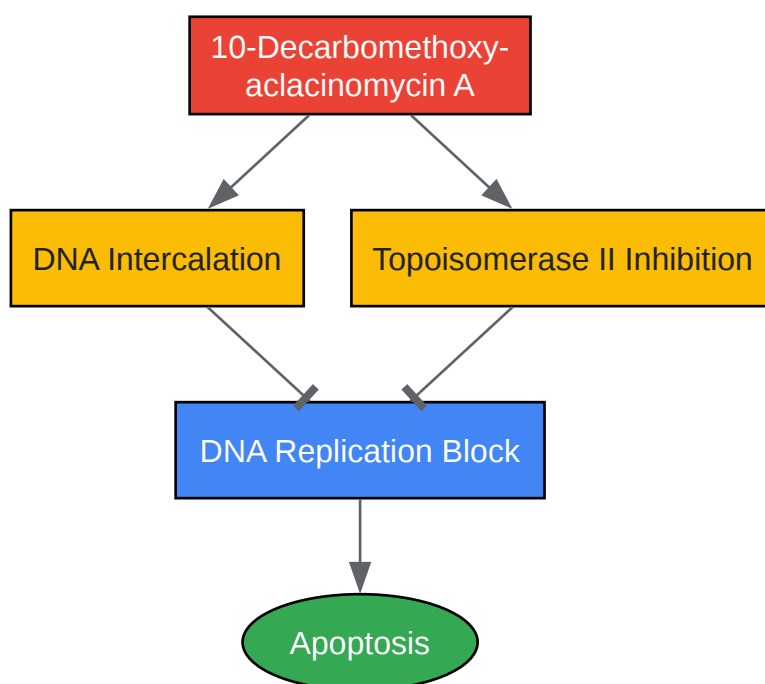 10-Decarbomethoxy-
aclacinomycin A
DNA Intercalation
Topoisomerase II Inhibition
DNA Replication Block
Apoptosis